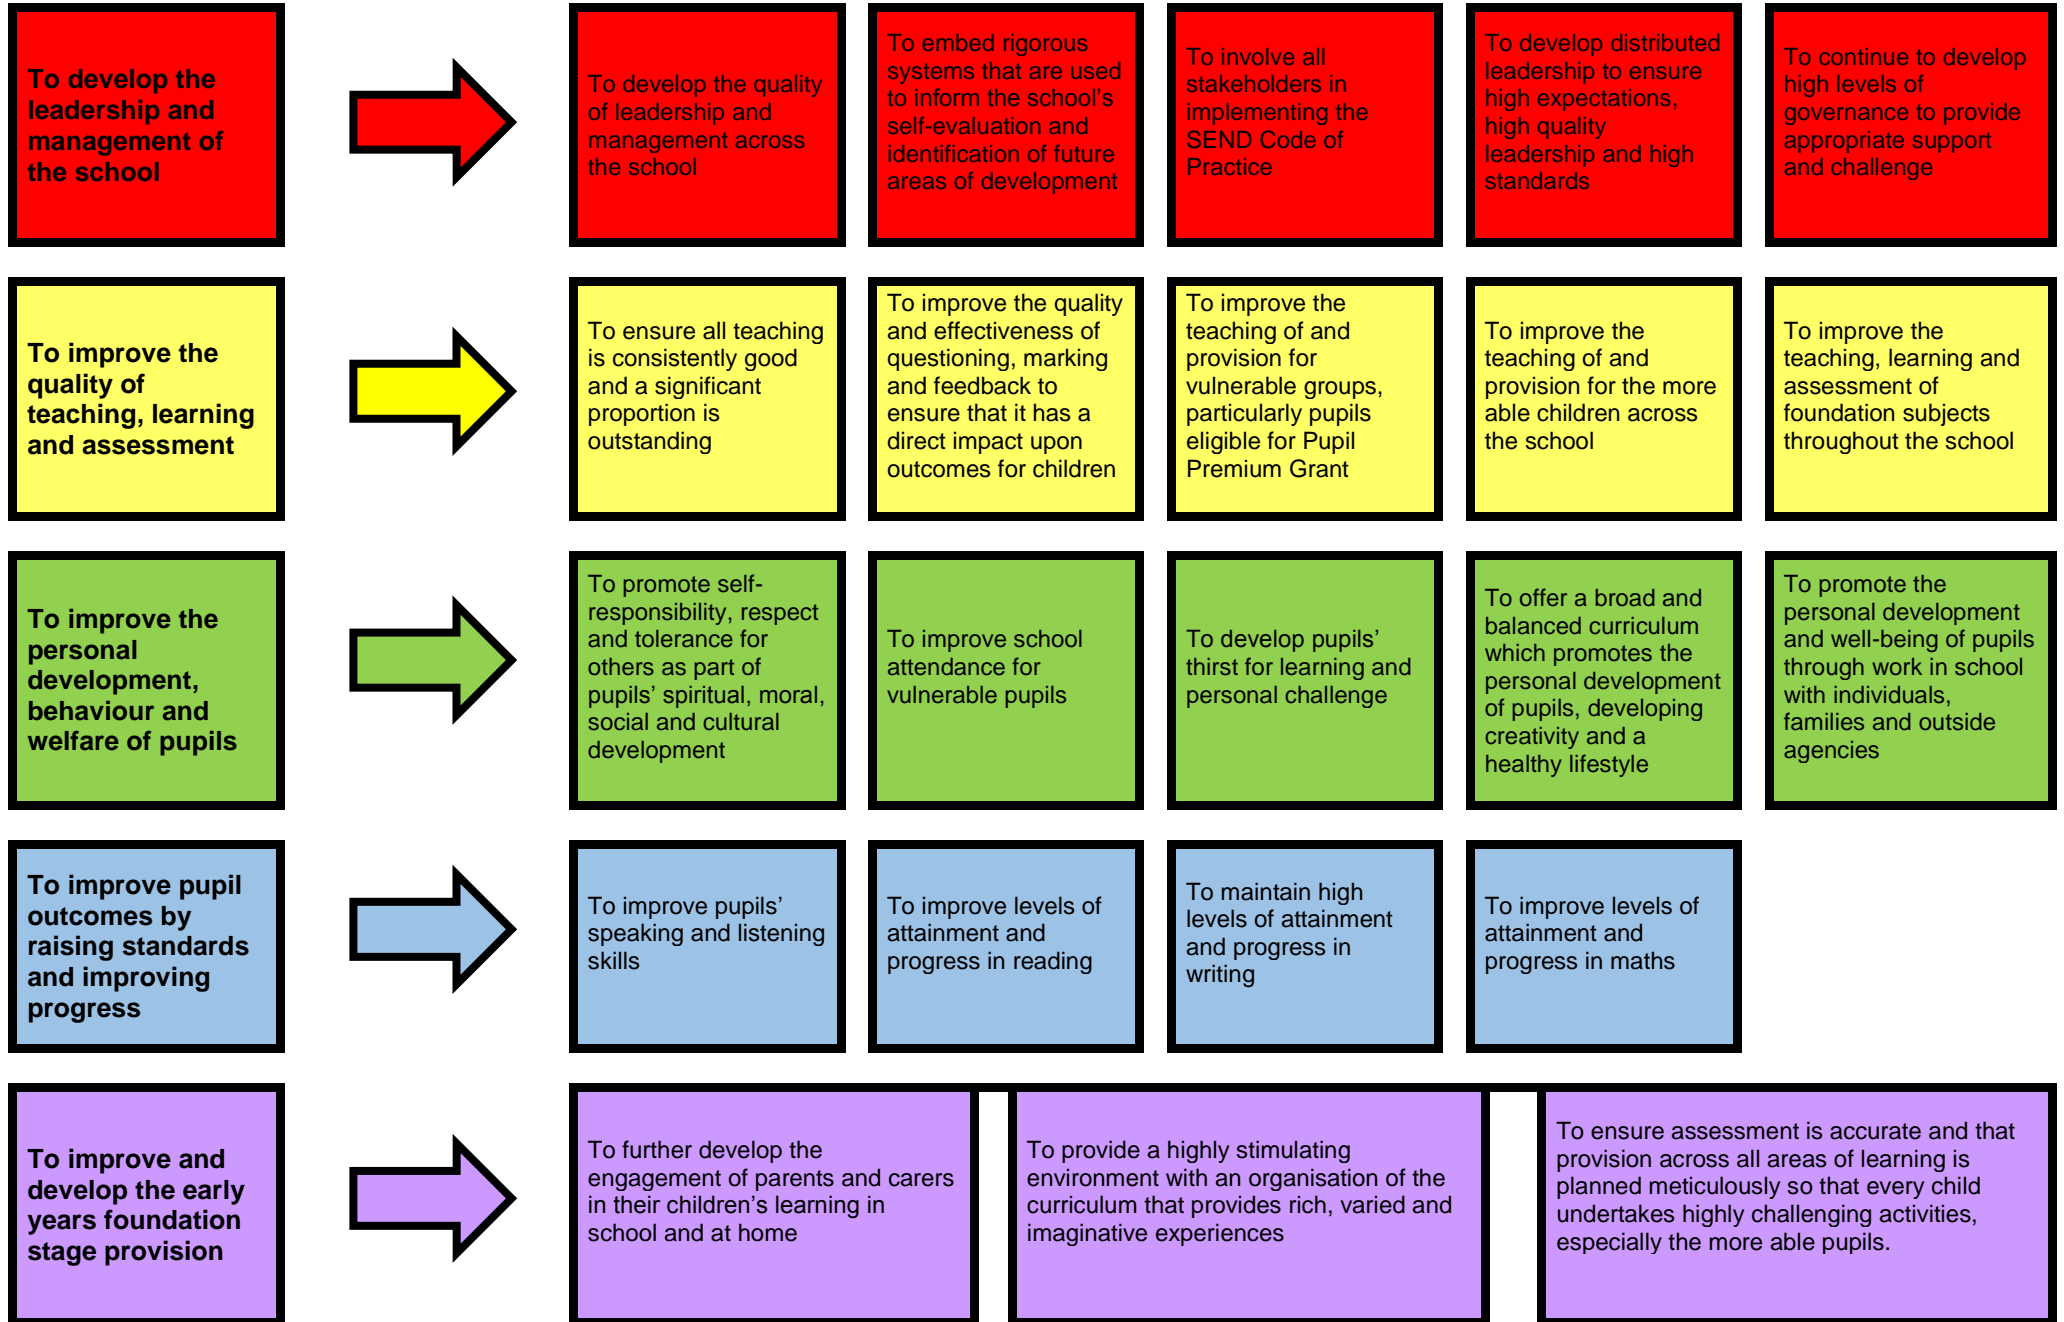 To develop the
leadership and
management of
the school
To develop the quality
of leadership and
management across
the school
To embed rigorous
systems that are used
to inform the school’s
self-evaluation and
identification of future
areas of development
To involve all
stakeholders in
implementing the
SEND Code of
Practice
To develop distributed
leadership to ensure
high expectations,
high quality
leadership and high
standards
To continue to develop
high levels of
governance to provide
appropriate support
and challenge
To improve the
quality of
teaching, learning
and assessment
To ensure all teaching
is consistently good
and a significant
proportion is
outstanding
To improve the quality
and effectiveness of
questioning, marking
and feedback to
ensure that it has a
direct impact upon
outcomes for children
To improve the
teaching of and
provision for
vulnerable groups,
particularly pupils
eligible for Pupil
Premium Grant
To improve the
teaching of and
provision for the more
able children across
the school
To improve the
teaching, learning and
assessment of
foundation subjects
throughout the school
To improve the
personal
development,
behaviour and
welfare of pupils
To promote self-
responsibility, respect
and tolerance for
others as part of
pupils’ spiritual, moral,
social and cultural
development
To improve school
attendance for
vulnerable pupils
To develop pupils’
thirst for learning and
personal challenge
To offer a broad and
balanced curriculum
which promotes the
personal development
of pupils, developing
creativity and a
healthy lifestyle
To promote the
personal development
and well-being of pupils
through work in school
with individuals,
families and outside
agencies
To improve pupil
outcomes by
raising standards
and improving
progress
To improve pupils’
speaking and listening
skills
To improve levels of
attainment and
progress in reading
To maintain high
levels of attainment
and progress in
writing
To improve levels of
attainment and
progress in maths
To improve and
develop the early
years foundation
stage provision
To further develop the
engagement of parents and carers
in their children’s learning in
school and at home
To provide a highly stimulating
environment with an organisation of the
curriculum that provides rich, varied and
imaginative experiences
To ensure assessment is accurate and that
provision across all areas of learning is
planned meticulously so that every child
undertakes highly challenging activities,
especially the more able pupils.